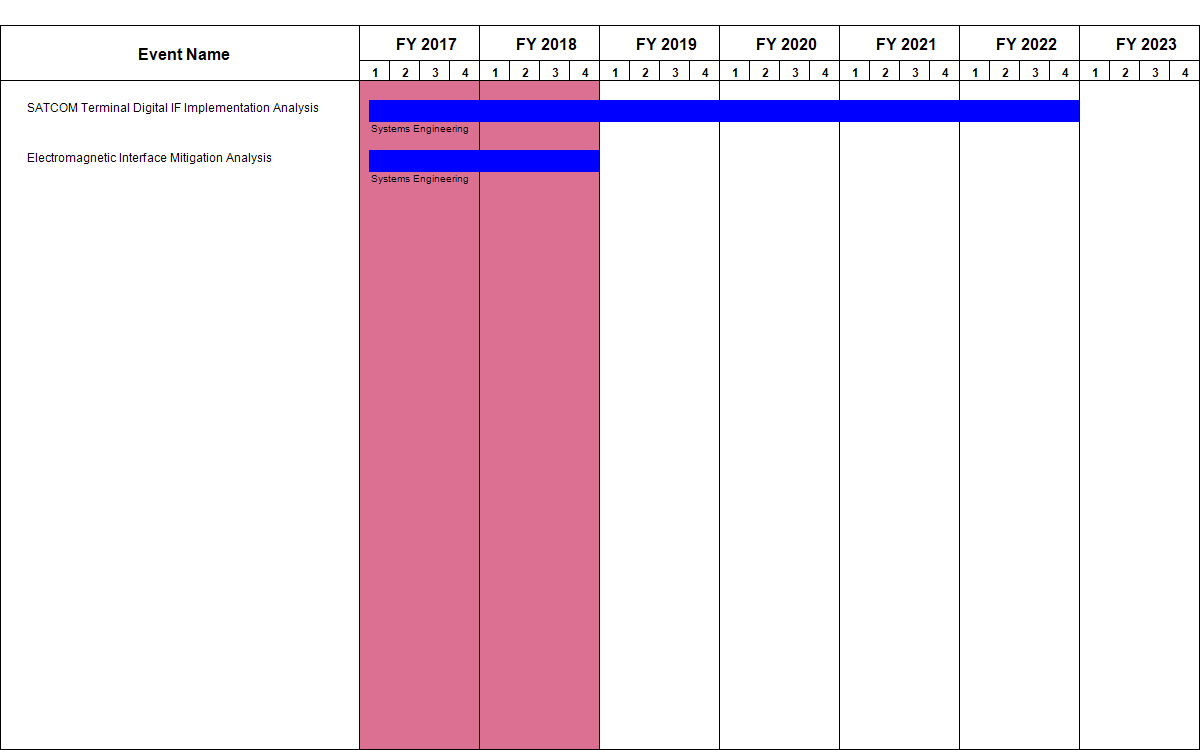 Event Name
FY 2017 FY 2018 FY 2019 FY 2020 FY 2021 FY 2022 FY 2023
1 2 3 4 1 2 3 4 1 2 3 4 1 2 3 4 1 2 3 4 1 2 3 4 1 2 3 4
SATCOM Terminal Digital IF Implementation Analysis
Systems Engineering
Electromagnetic Interface Mitigation Analysis
Systems Engineering